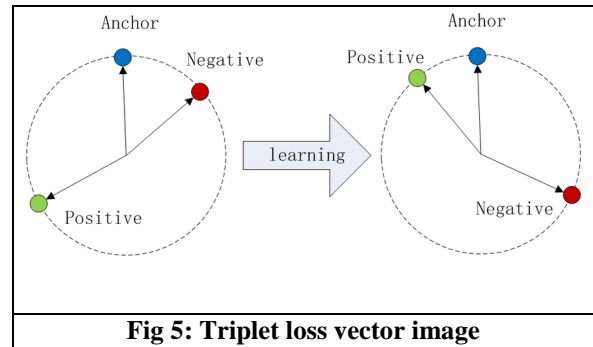 Anchor
Negative
Positive
learning
Anchor
Positive
Negative
Fig 5: Triplet loss vector image